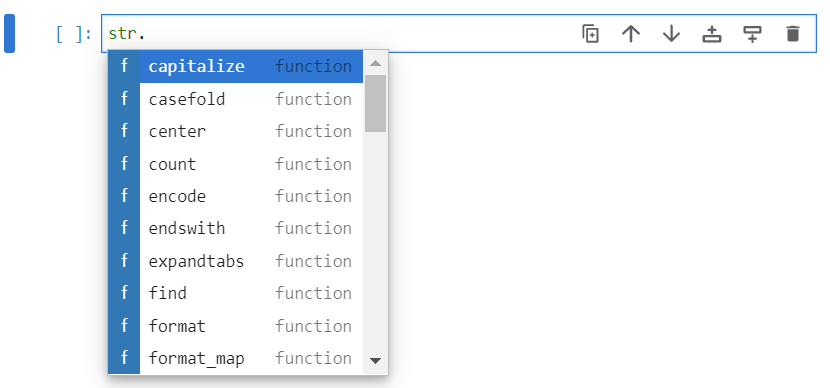 [ ]: str.
f capitalize function
f casefold function
f center function
f count function
f encode function
f endswith function
f expandtabs function
f find function
f format function
f format_map function